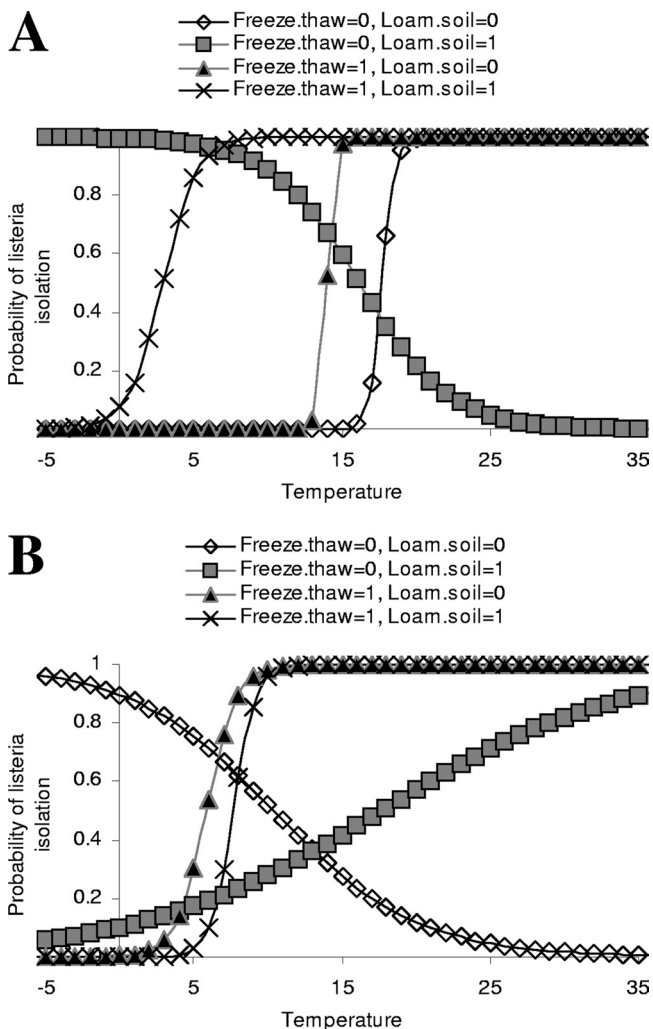 A
Freeze.thaw=0, Loam.soil=0
Freeze.thaw=0, Loam.soil=1
Freeze.thaw=1, Loam.soil=0
Freeze.thaw=1, Loam.soil=1
Probability of listeria
isolation
0.8
0.6
0.4
0.2
-5
5
15
25
35
Temperature
B
Freeze.thaw=0, Loam.soil=0
Freeze.thaw=0, Loam.soil=1
Freeze.thaw=1, Loam.soil=0
Freeze.thaw=1, Loam.soil=1
Probability of listeria
isolation
1
0.8
0.6
0.4
0.2
-5
5
15
25
35
Temperature